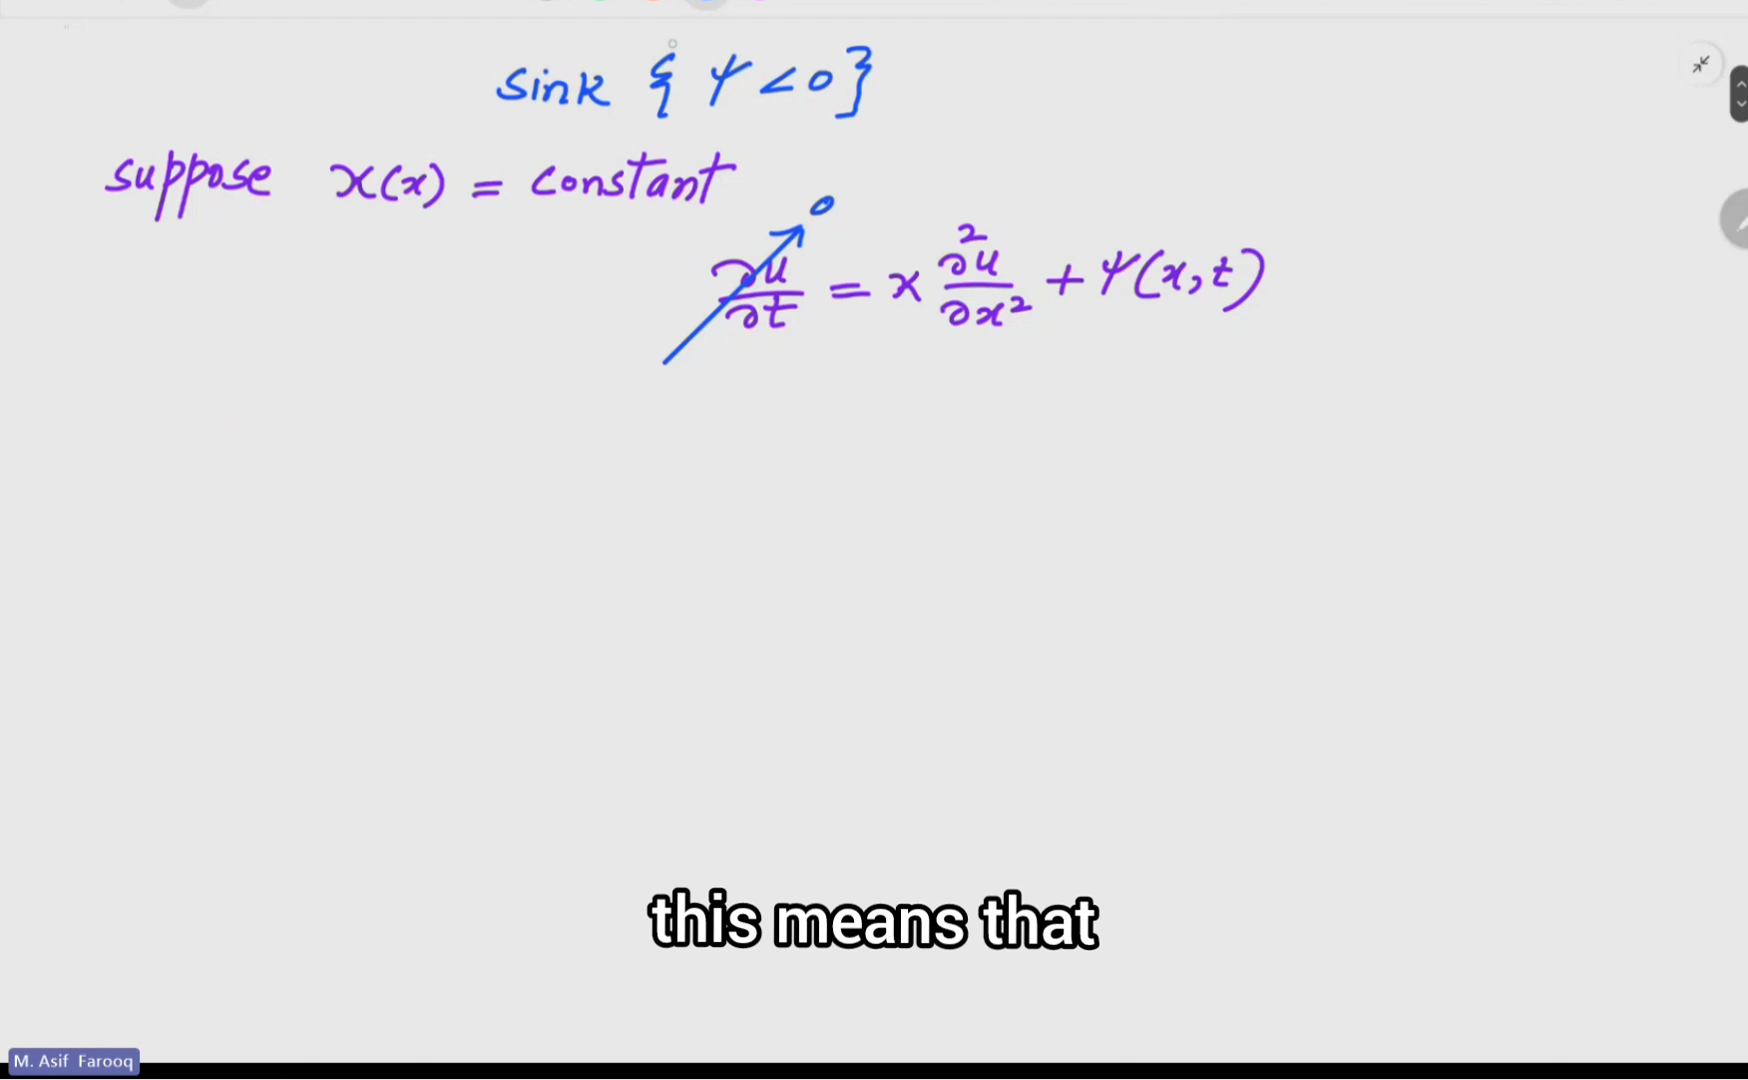 sink { ψ < 0 }
suppose x(x) = constant
0
∂u/∂t = x ∂²u/∂x² + ψ(x,t)
this means that
M. Asif Farooq